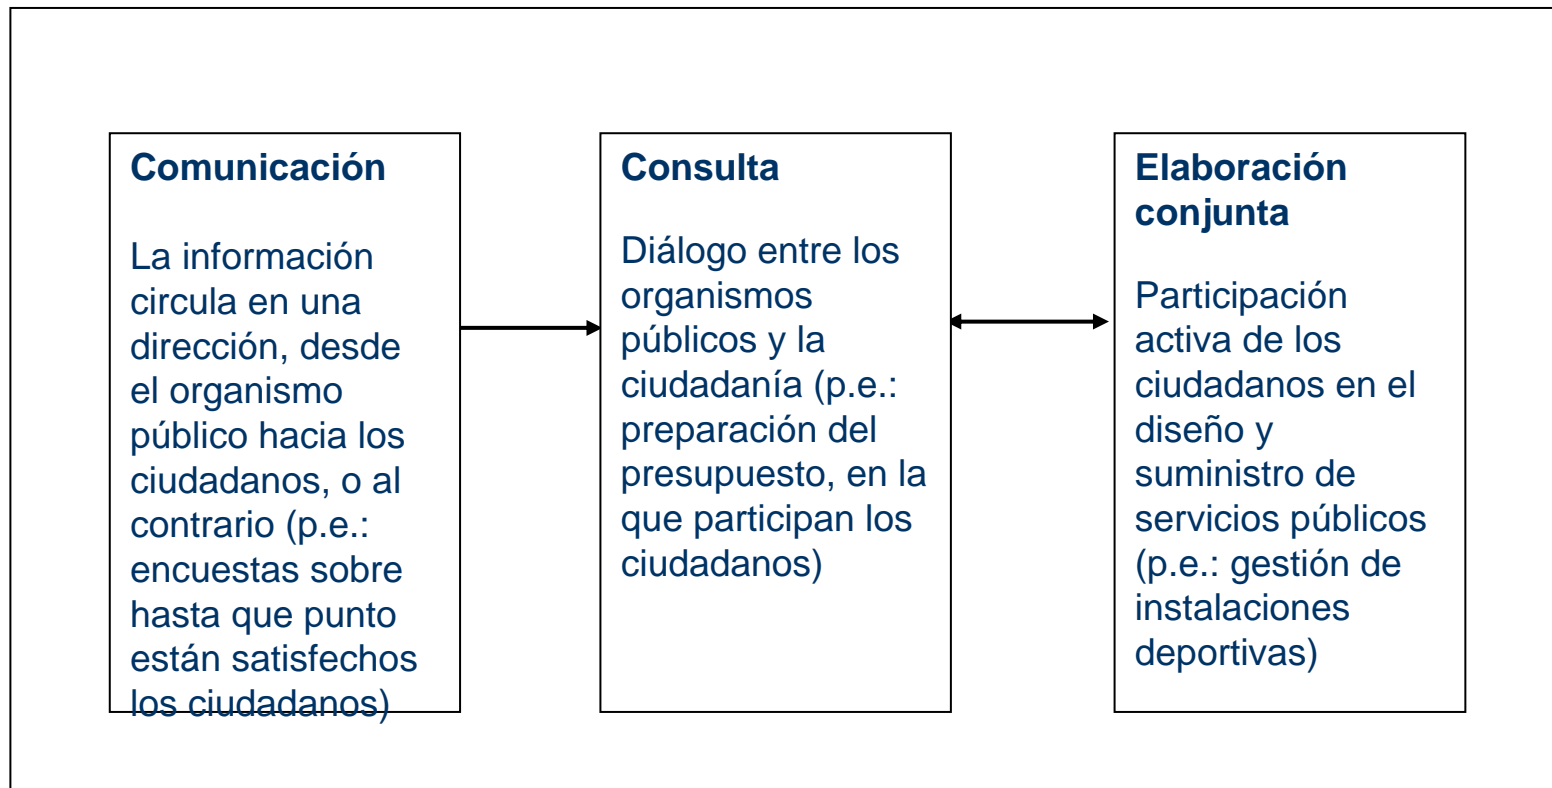 Comunicación
La información
circula en una
dirección, desde
el organismo
público hacia los
ciudadanos, o al
contrario (p.e.:
encuestas sobre
hasta que punto
están satisfechos
los ciudadanos)
Consulta
Diálogo entre los
organismos
públicos y la
ciudadanía (p.e.:
preparación del
presupuesto, en la
que participan los
ciudadanos)
Elaboración
conjunta
Participación
activa de los
ciudadanos en el
diseño y
suministro de
servicios públicos
(p.e.: gestión de
instalaciones
deportivas)